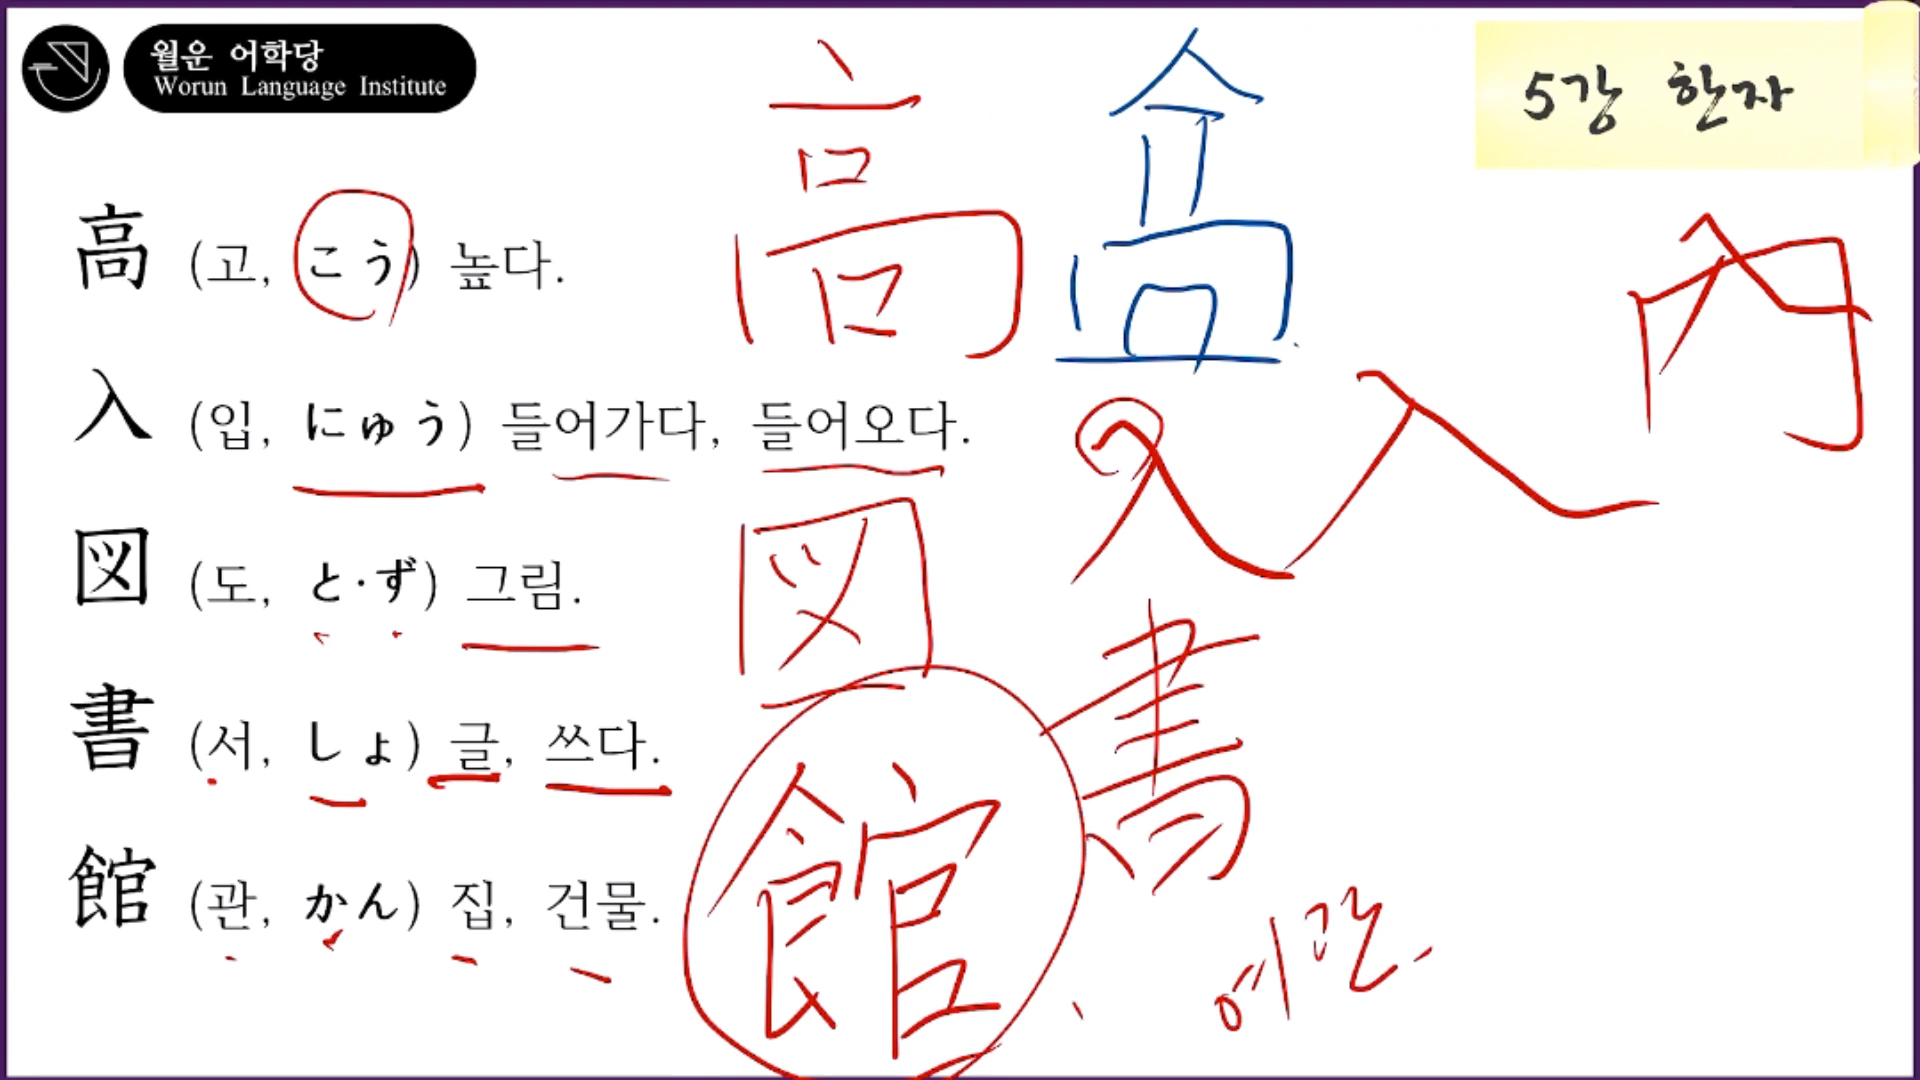 월운 어학당
Worun Language Institute
5강 한자
高 (고, こう) 높다.
高
入 (입, にゅう) 들어가다, 들어오다.
入 入 内
図 (도, と·ず) 그림.
図
書 (서, しょ) 글, 쓰다.
書
館 (관, かん) 집, 건물.
館